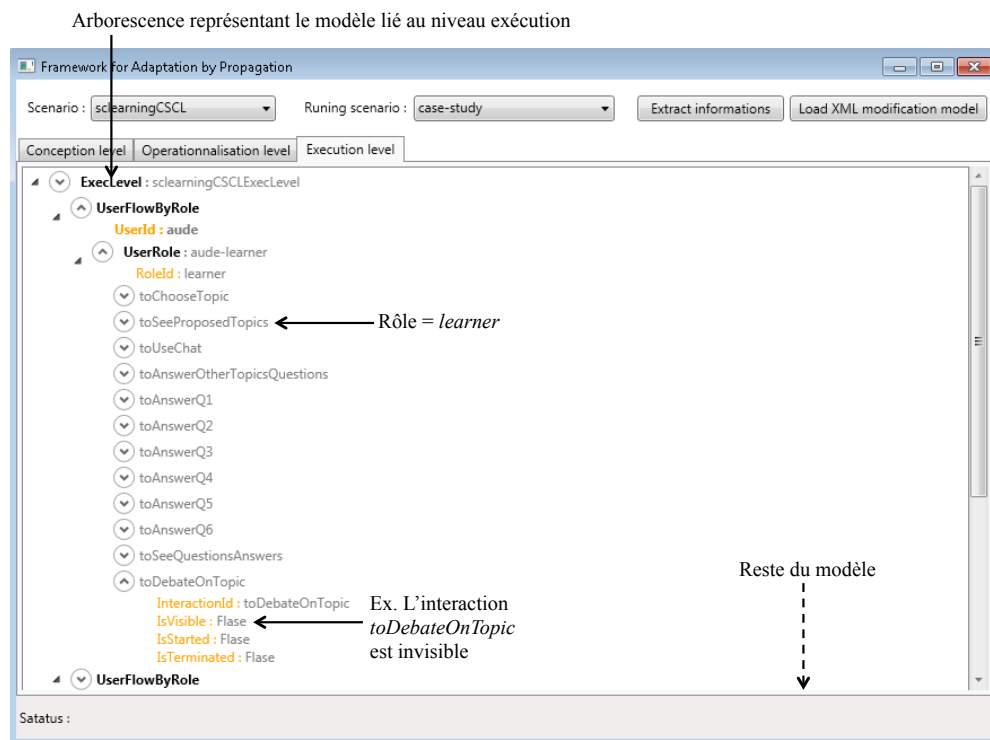 Arborescence représentant le modèle lié au niveau exécution
Framework for Adaptation by Propagation
Scenario : sclearningCSCL Runing scenario : case-study Extract informations Load XML modification model
Conception level Operationnalisation level Execution level
ExecLevel : sclearningCSCLExecLevel
UserFlowByRole
UserId : aude
UserRole : aude-learner
RoleId : learner
toChooseTopic
toSeeProposedTopics Rôle = learner
toUseChat
toAnswerOtherTopicsQuestions
toAnswerQ1
toAnswerQ2
toAnswerQ3
toAnswerQ4
toAnswerQ5
toAnswerQ6
toSeeQuestionsAnswers
Reste du modèle
toDebateOnTopic
InteractionId : toDebateOnTopic Ex. L’interaction
IsVisible : Flase toDebateOnTopic
IsStarted : Flase est invisible
IsTerminated : Flase
UserFlowByRole
Satatus :